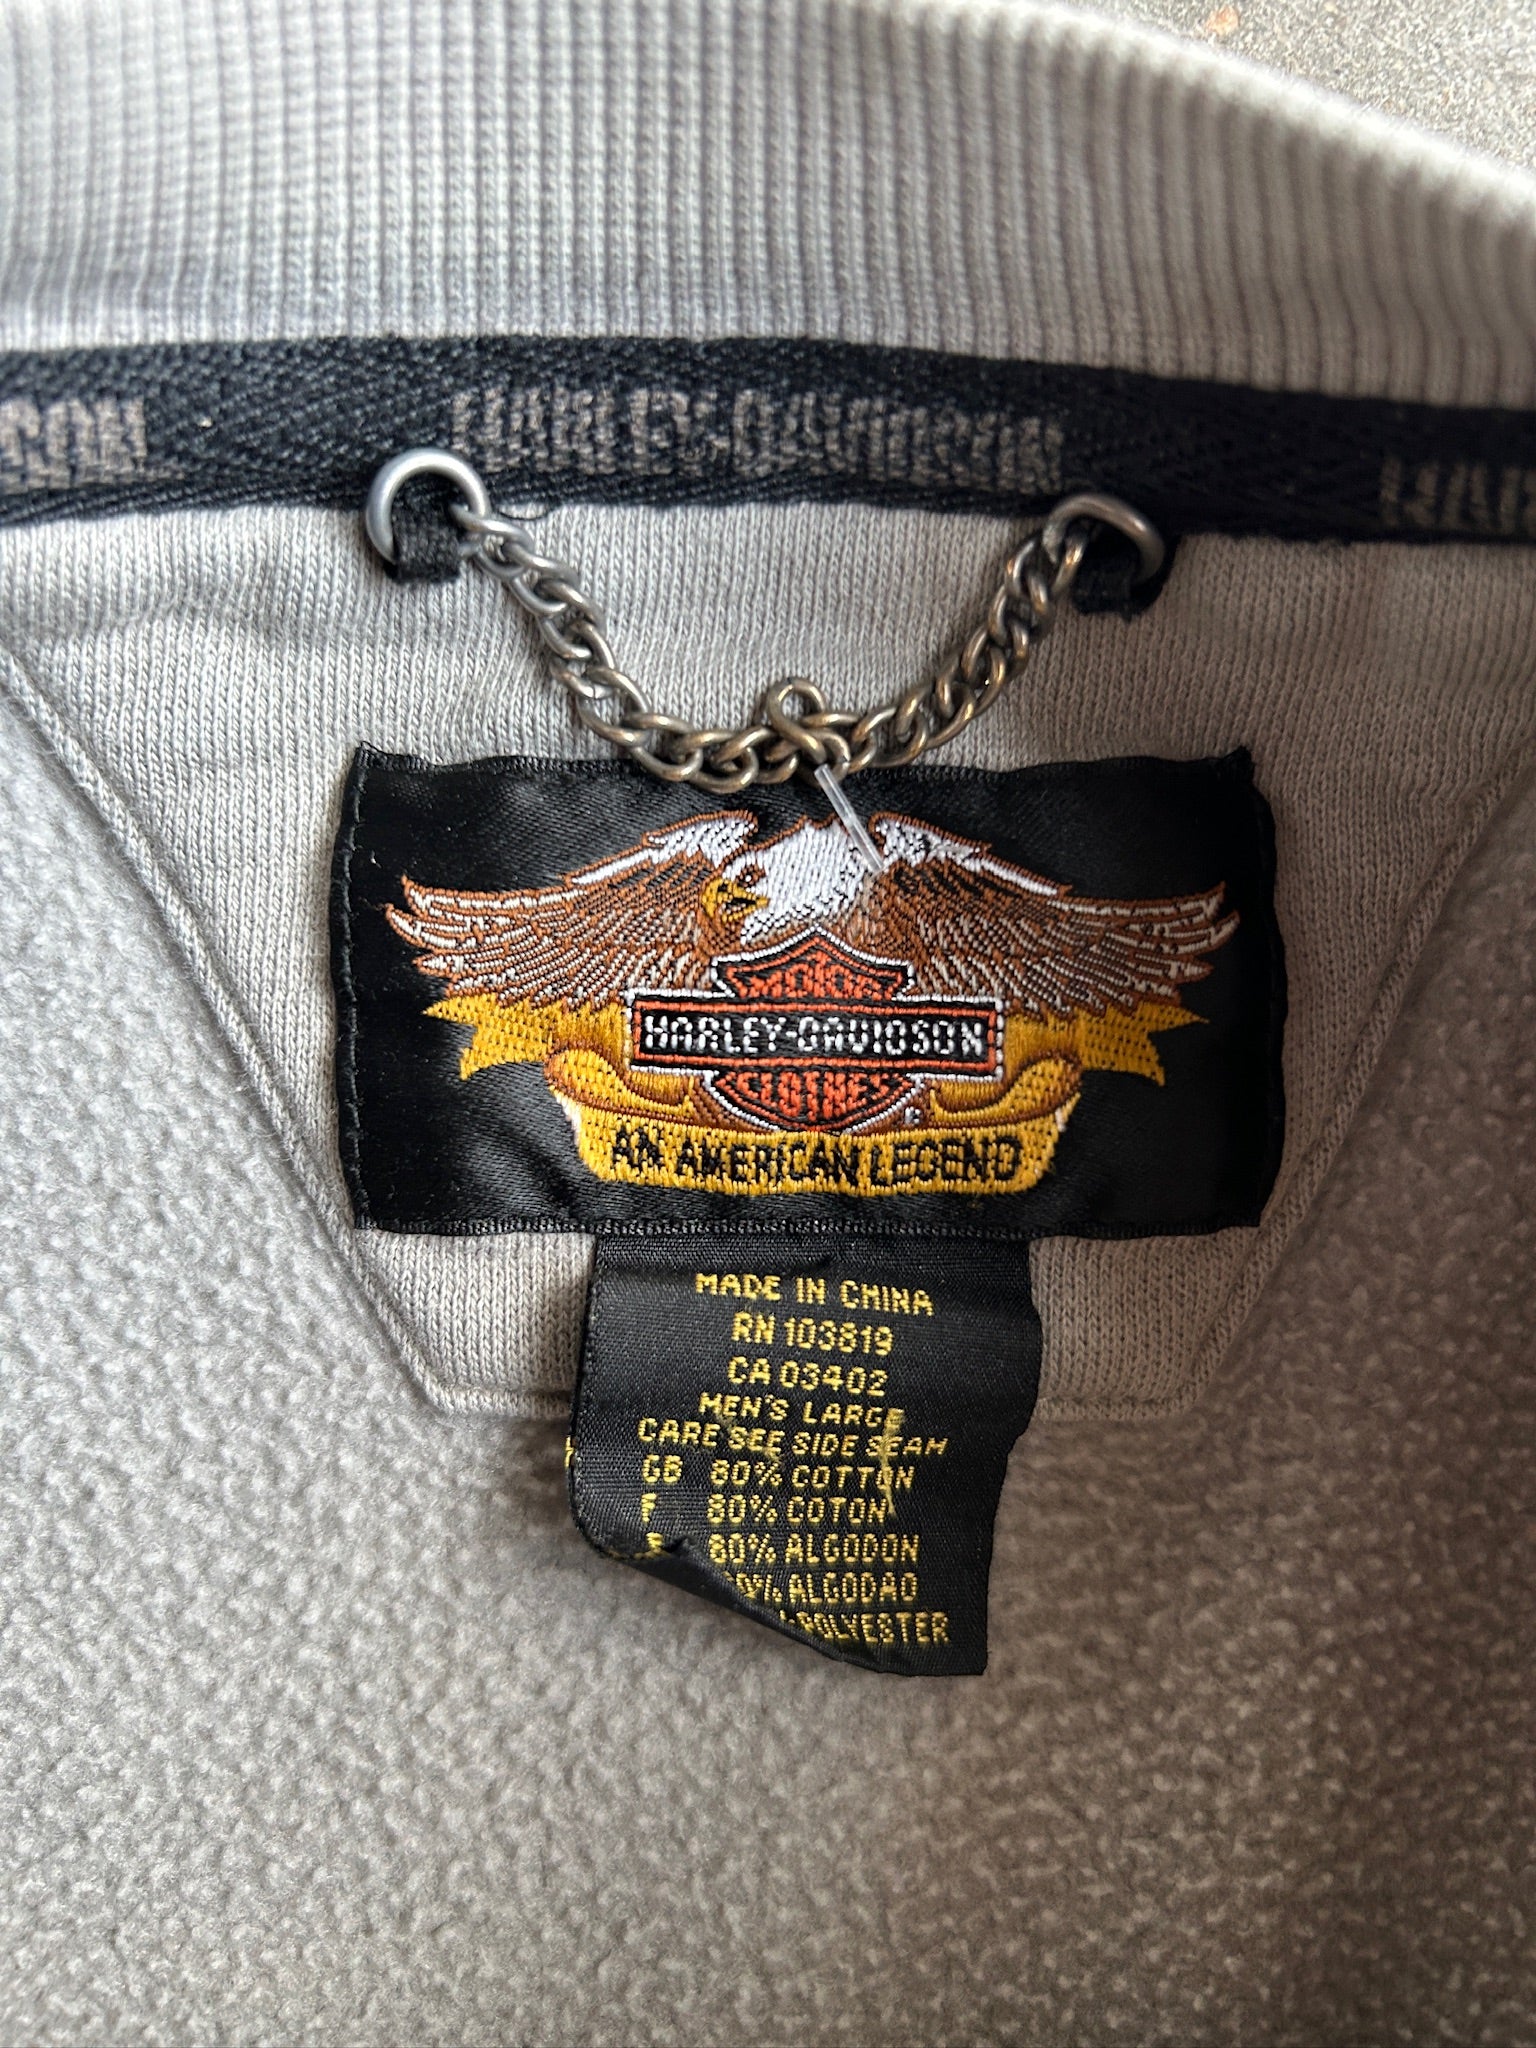 HARLEY-DAVIDSON
MOTOR
HARLEY-DAVIDSON
CLOTHES
®
AN AMERICAN LEGEND
MADE IN CHINA
RN 103819
CA 03402
MEN'S LARGE
CARE SEE SIDE SEAM
GB 80% COTTON
F 80% COTON
80% ALGODON
0% ALGODAO
POLYESTER